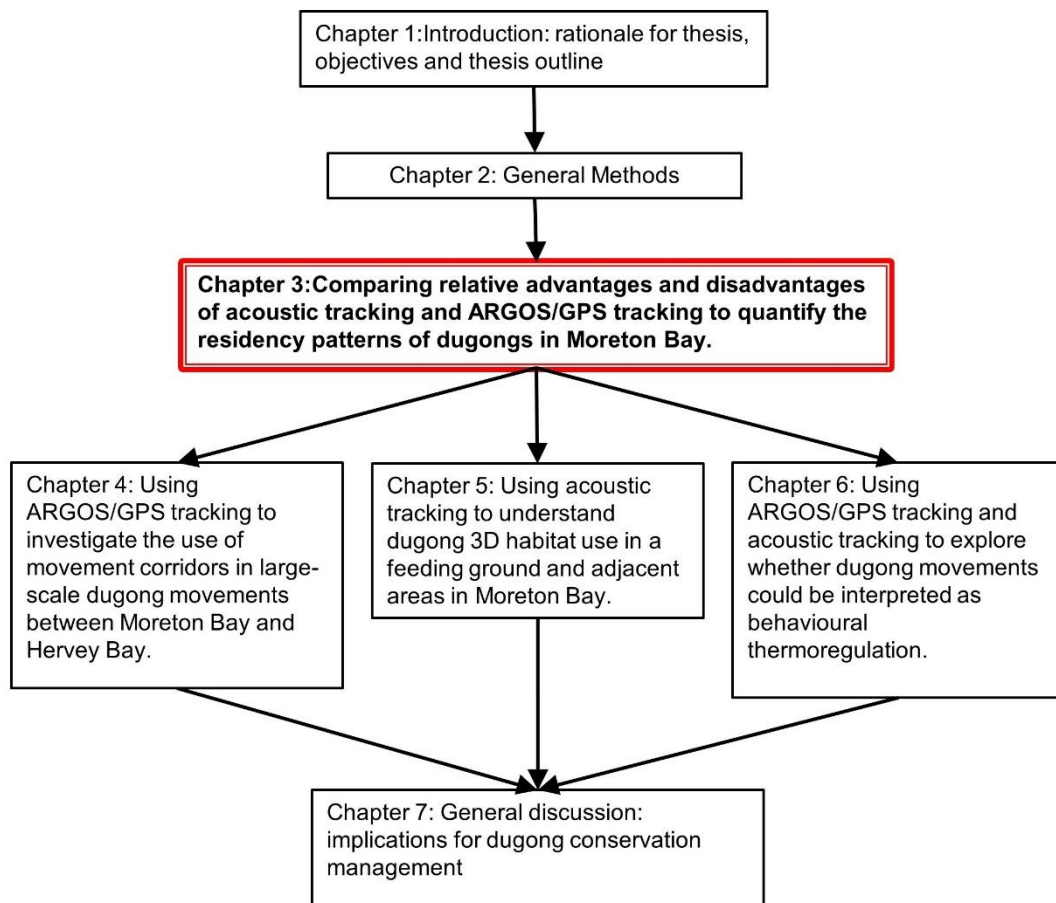 Chapter 1:Introduction: rationale for thesis,
objectives and thesis outline
Chapter 2: General Methods
Chapter 3:Comparing relative advantages and disadvantages
of acoustic tracking and ARGOS/GPS tracking to quantify the
residency patterns of dugongs in Moreton Bay.
Chapter 4: Using
ARGOS/GPS tracking to
investigate the use of
movement corridors in large-
scale dugong movements
between Moreton Bay and
Hervey Bay.
Chapter 5: Using acoustic
tracking to understand
dugong 3D habitat use in a
feeding ground and adjacent
areas in Moreton Bay.
Chapter 6: Using
ARGOS/GPS tracking and
acoustic tracking to explore
whether dugong movements
could be interpreted as
behavioural
thermoregulation.
Chapter 7: General discussion:
implications for dugong conservation
management